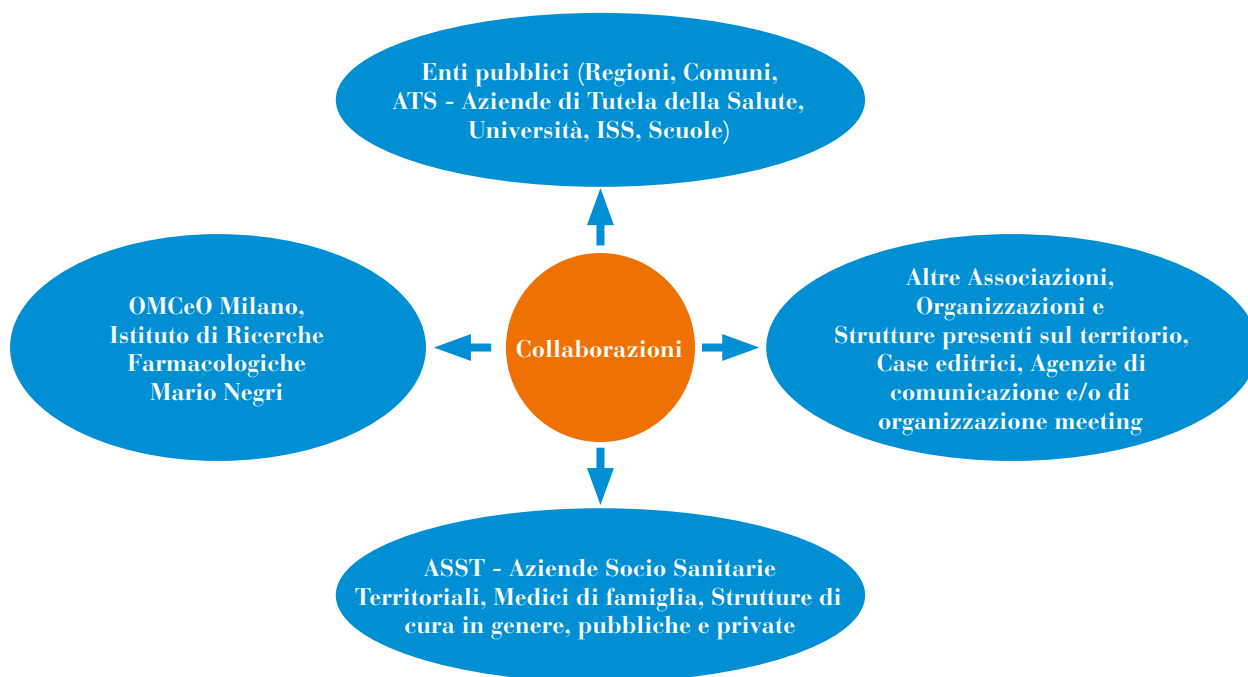 Enti pubblici (Regioni, Comuni,
ATS - Aziende di Tutela della Salute,
Università, ISS, Scuole)
OMCeO Milano,
Istituto di Ricerche
Farmacologiche
Mario Negri
Collaborazioni
Altre Associazioni,
Organizzazioni e
Strutture presenti sul territorio,
Case editrici, Agenzie di
comunicazione e/o di
organizzazione meeting
ASST - Aziende Socio Sanitarie
Territoriali, Medici di famiglia, Strutture di
cura in genere, pubbliche e private